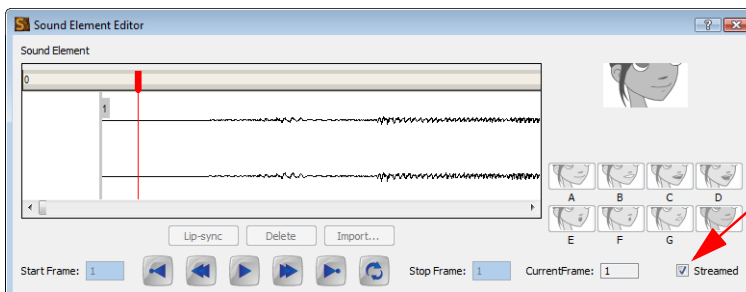 Sound Element Editor
Sound Element
0
1
A B C D
E F G
Lip-sync Delete Import...
Start Frame: 1 Stop Frame: 1 CurrentFrame: 1 Streamed